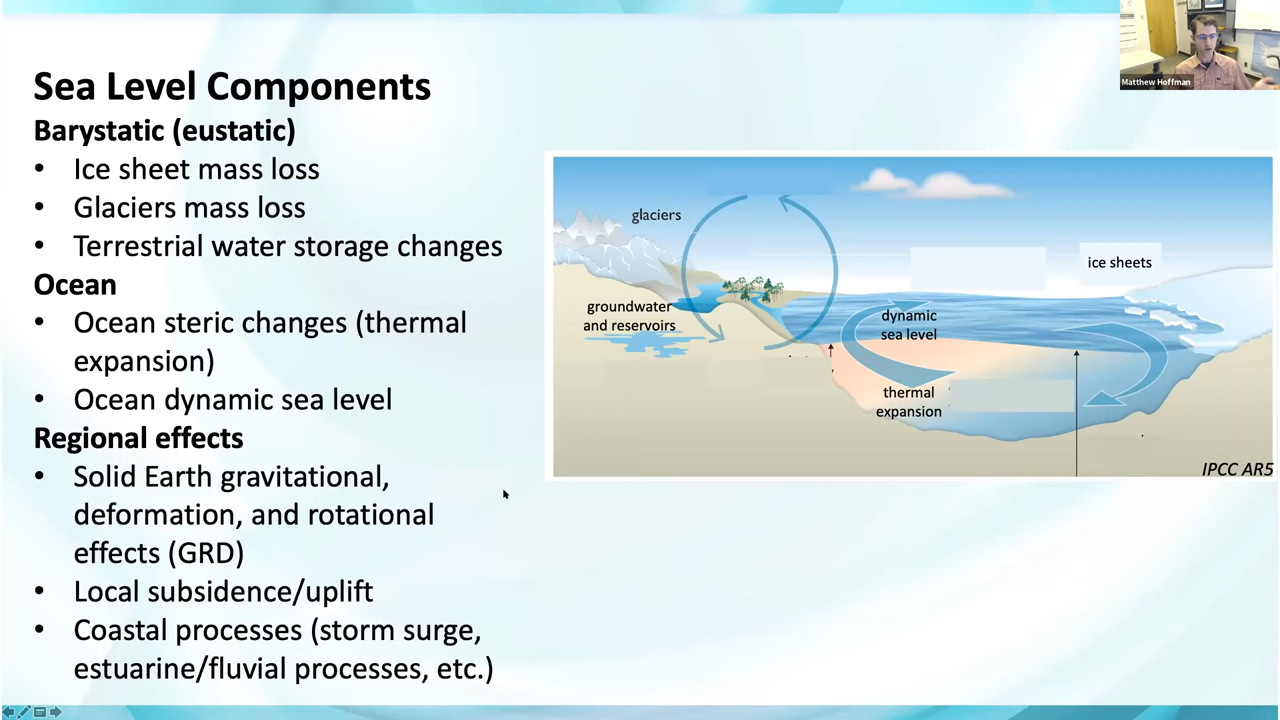 Matthew Hoffman
Sea Level Components
Barystatic (eustatic)
• Ice sheet mass loss
• Glaciers mass loss
• Terrestrial water storage changes
Ocean
• Ocean steric changes (thermal
expansion)
• Ocean dynamic sea level
Regional effects
• Solid Earth gravitational,
deformation, and rotational
effects (GRD)
• Local subsidence/uplift
• Coastal processes (storm surge,
estuarine/fluvial processes, etc.)
glaciers
ice sheets
groundwater
and reservoirs
dynamic
sea level
thermal
expansion
IPCC AR5